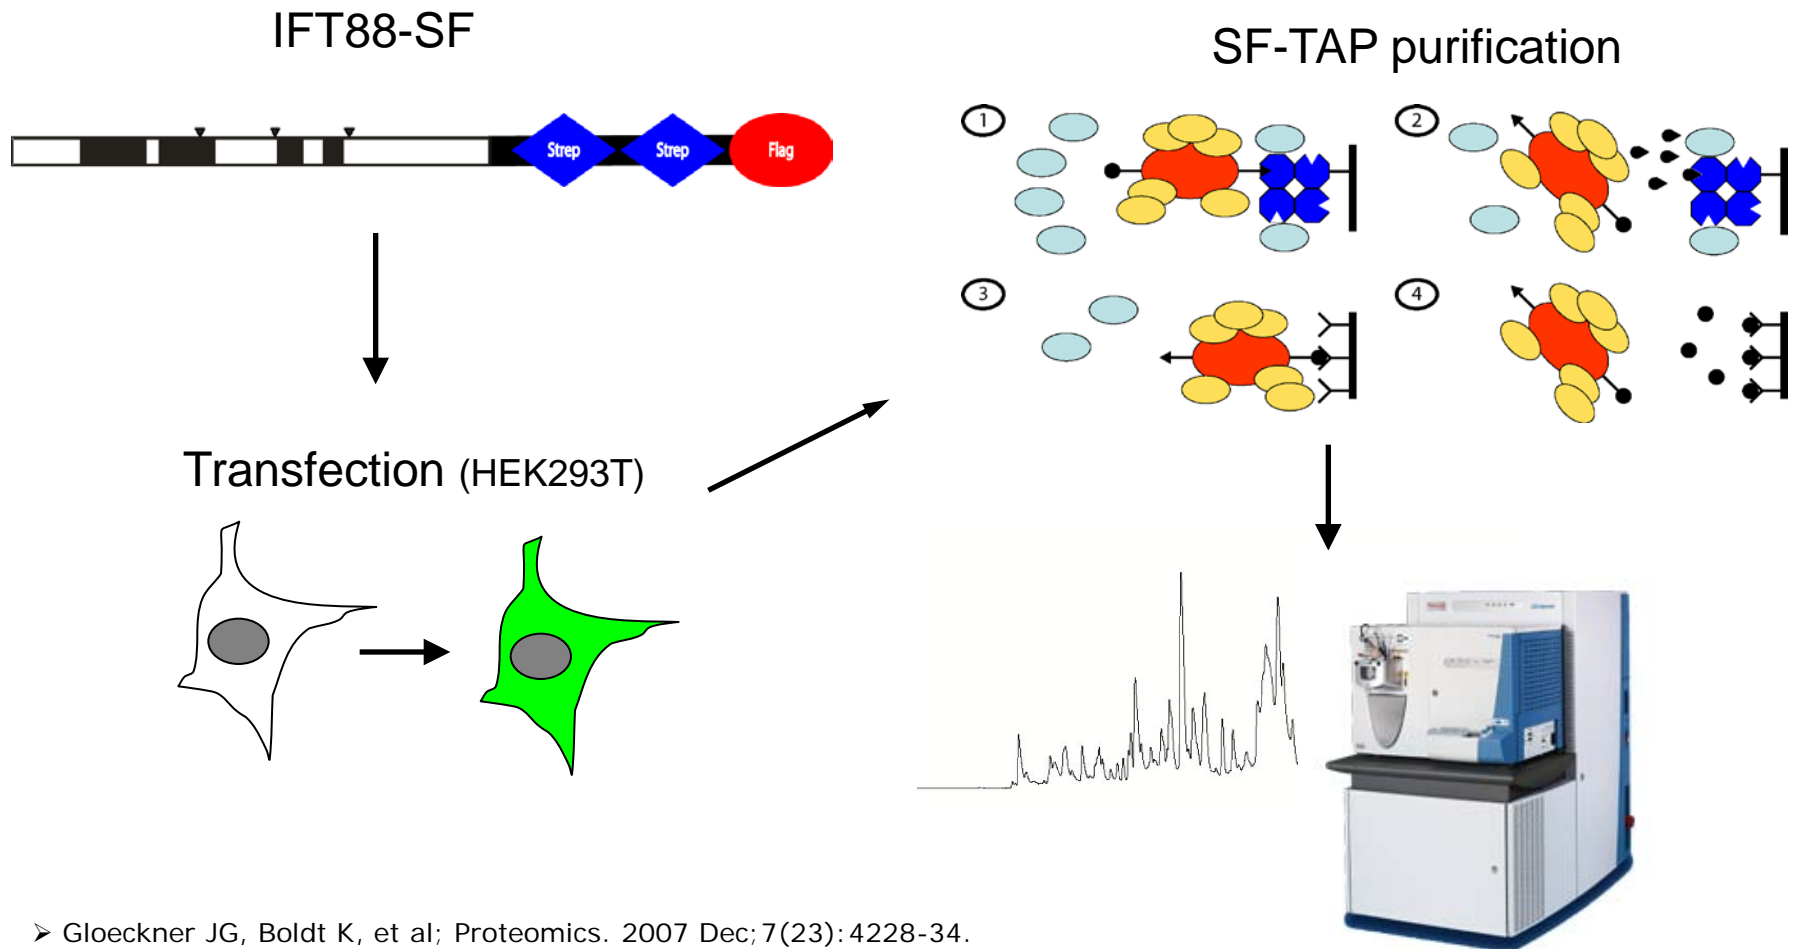 IFT88-SF
SF-TAP purification
Strep
Strep
Flag
1
2
3
4
Transfection (HEK293T)
➢ Gloeckner JG, Boldt K, et al; Proteomics. 2007 Dec;7(23):4228-34.